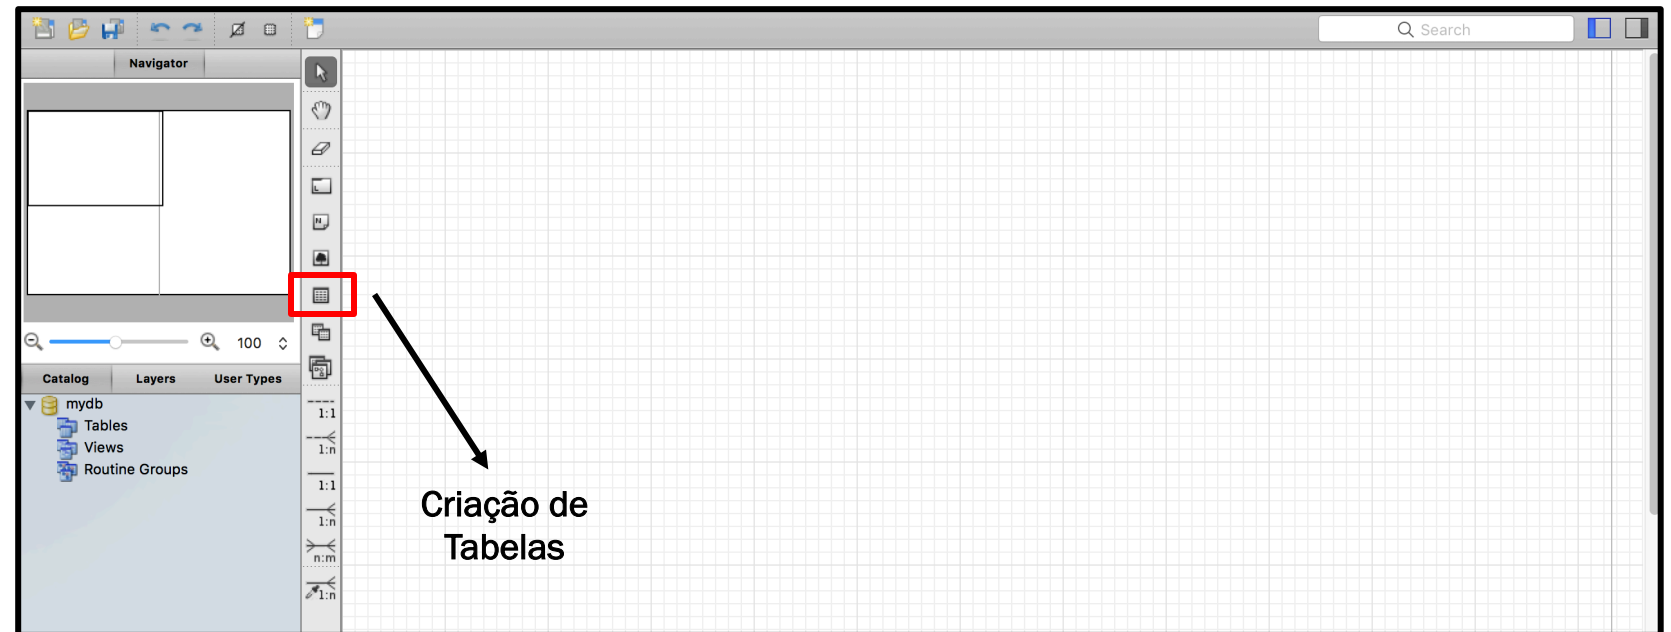 Search
Navigator
100
Catalog Layers User Types
mydb
Tables
Views
Routine Groups
1:1
1:n
1:1
1:n
n:m
1:n
Criação de
Tabelas